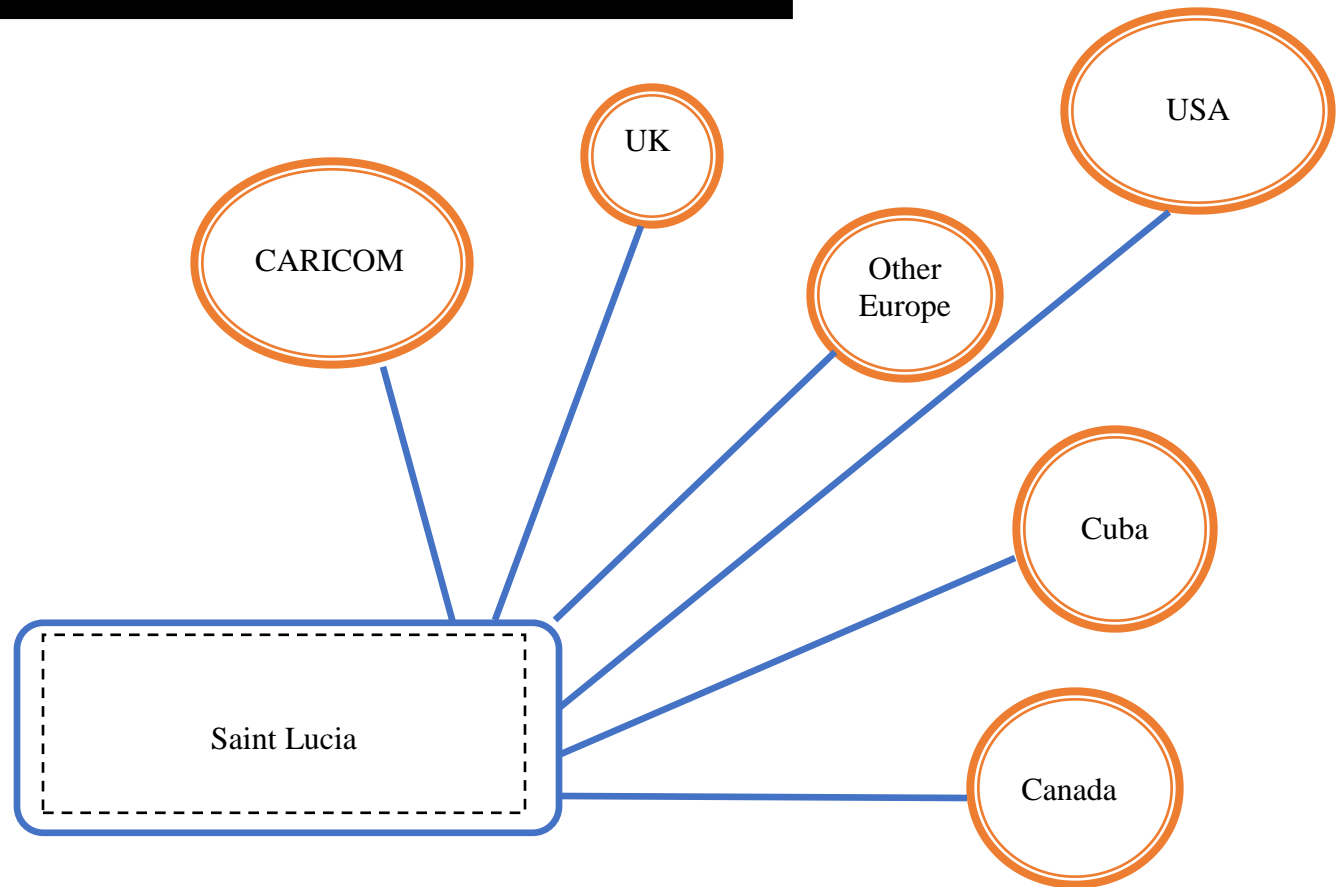 USA
UK
CARICOM
Other
Europe
Cuba
Saint Lucia
Canada